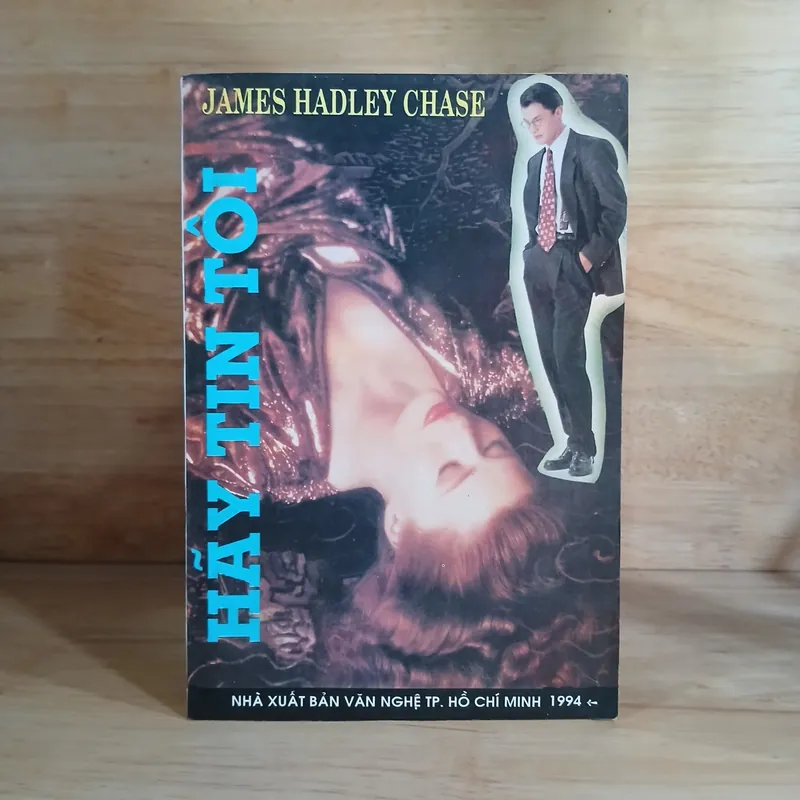 JAMES HADLEY CHASE
HÃY TIN TÔI
NHÀ XUẤT BẢN VĂN NGHỆ TP. HỒ CHÍ MINH 1994